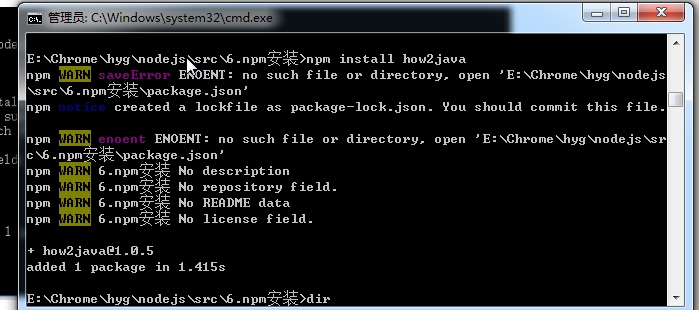 管理员: C:\Windows\system32\cmd.exe
E:\Chrome\hyg\nodejs\src\6.npm安装>npm install how2java
npm WARN saveError ENOENT: no such file or directory, open 'E:\Chrome\hyg\nodejs
\src\6.npm安装\package.json'
npm notice created a lockfile as package-lock.json. You should commit this file.
npm WARN enoent ENOENT: no such file or directory, open 'E:\Chrome\hyg\nodejs\sr
c\6.npm安装\package.json'
npm WARN 6.npm安装 No description
npm WARN 6.npm安装 No repository field.
npm WARN 6.npm安装 No README data
npm WARN 6.npm安装 No license field.
+ how2java@1.0.5
added 1 package in 1.415s
E:\Chrome\hyg\nodejs\src\6.npm安装>dir